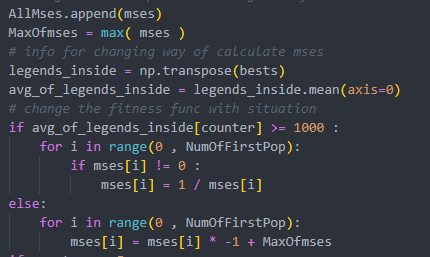 AllMses.append(mses)
MaxOfmses = max( mses )
# info for changing way of calculate mses
legends_inside = np.transpose(bests)
avg_of_legends_inside = legends_inside.mean(axis=0)
# change the fitness func with situation
if avg_of_legends_inside[counter] >= 1000 :
    for i in range(0 , NumOfFirstPop):
        if mses[i] != 0 :
            mses[i] = 1 / mses[i]
else:
    for i in range(0 , NumOfFirstPop):
        mses[i] = mses[i] * -1 + MaxOfmses